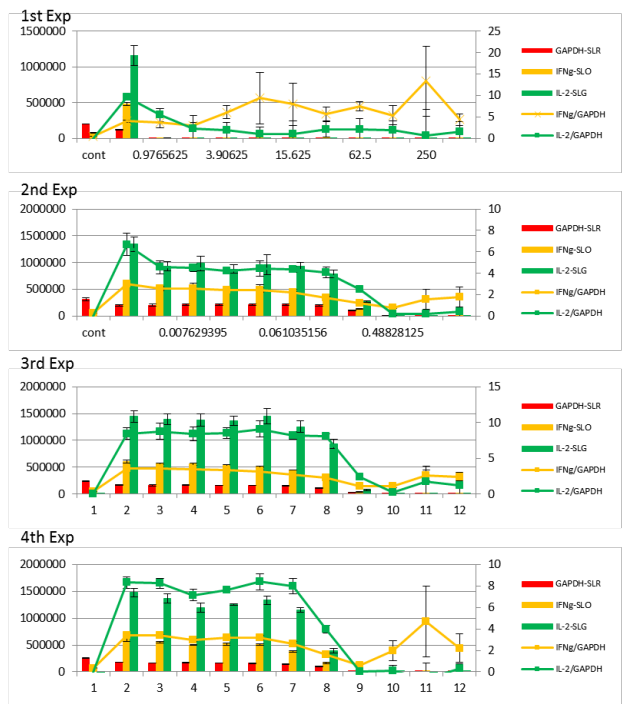 1st Exp
1500000 25
20
1000000 15
500000 10
5
0 0
cont 0.9765625 3.90625 15.625 62.5 250
GAPDH-SLR
IFNg-SLO
IL-2-SLG
IFNg/GAPDH
IL-2/GAPDH
2nd Exp
2000000 10
1500000 8
6
1000000
4
500000 2
0 0
cont 0.007629395 0.061035156 0.48828125
GAPDH-SLR
IFNg-SLO
IL-2-SLG
IFNg/GAPDH
IL-2/GAPDH
3rd Exp
2000000 15
1500000
10
1000000
5
500000
0 0
1 2 3 4 5 6 7 8 9 10 11 12
GAPDH-SLR
IFNg-SLO
IL-2-SLG
IFNg/GAPDH
IL-2/GAPDH
4th Exp
2000000 10
1500000 8
6
1000000
4
500000 2
0 0
1 2 3 4 5 6 7 8 9 10 11 12
GAPDH-SLR
IFNg-SLO
IL-2-SLG
IFNg/GAPDH
IL-2/GAPDH